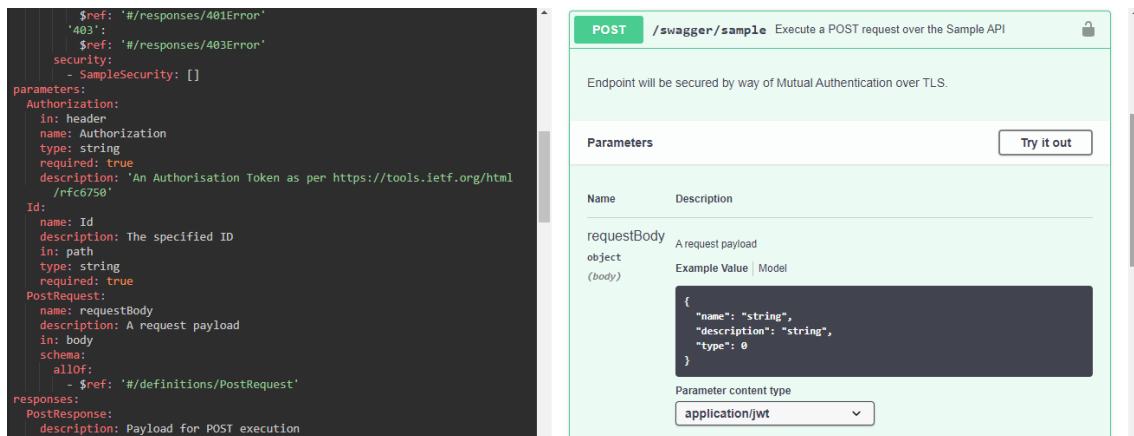 $ref: '#/responses/401Error'
'403':
$ref: '#/responses/403Error'
security:
- SampleSecurity: []
parameters:
Authorization:
in: header
name: Authorization
type: string
required: true
description: 'An Authorisation Token as per https://tools.ietf.org/html
/rfc6750'
Id:
name: Id
description: The specified ID
in: path
type: string
required: true
PostRequest:
name: requestBody
description: A request payload
in: body
schema:
allOf:
- $ref: '#/definitions/PostRequest'
responses:
PostResponse:
description: Payload for POST execution
POST /swagger/sample Execute a POST request over the Sample API
Endpoint will be secured by way of Mutual Authentication over TLS.
Parameters Try it out
Name Description
requestBody
object
(body)
A request payload
Example Value Model
{
"name": "string",
"description": "string",
"type": 0
}
Parameter content type
application/jwt